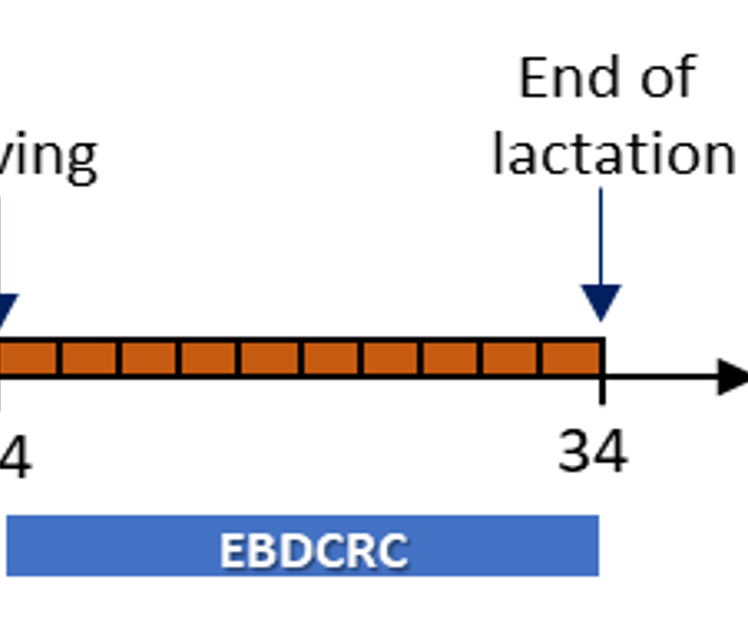 End of
lactation
ving
4
34
EBDCRC